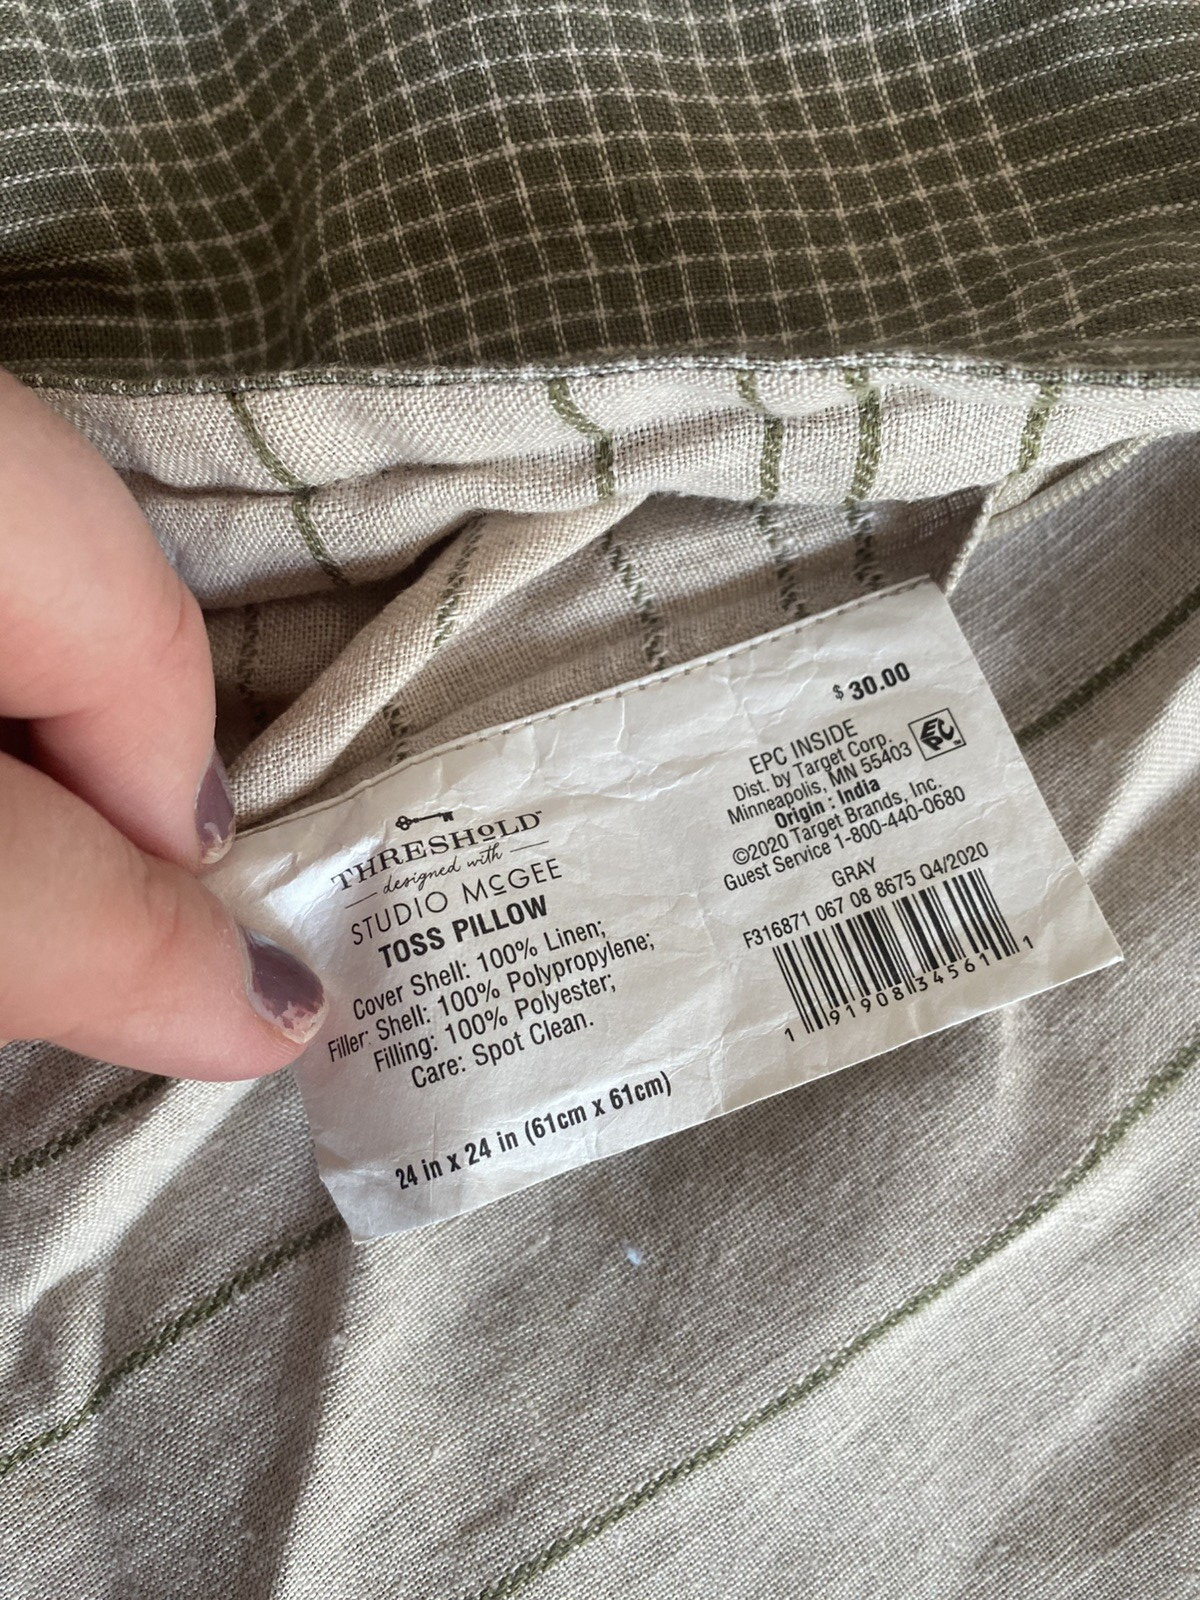 THRESHOLD
designed with
STUDIO MCGEE
TOSS PILLOW
Cover Shell: 100% Linen;
Filler: Shell: 100% Polypropylene;
Filling: 100% Polyester;
Care: Spot Clean.
24 in x 24 in (61cm x 61cm)
$ 30.00
EPC INSIDE
Dist. by Target Corp.
Minneapolis, MN 55403
Origin : India
©2020 Target Brands, Inc.
Guest Service 1-800-440-0680
EPC
GRAY
F316871 067 08 8675 Q4/2020
1 91908 34561 1